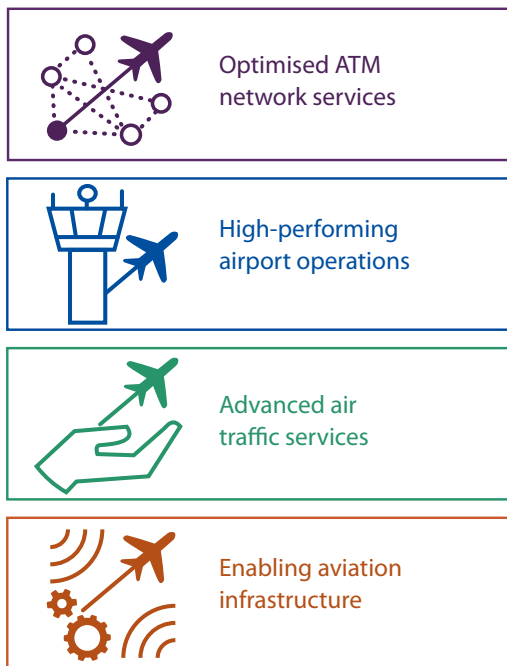 Optimised ATM
network services
High-performing
airport operations
Advanced air
traffic services
Enabling aviation
infrastructure